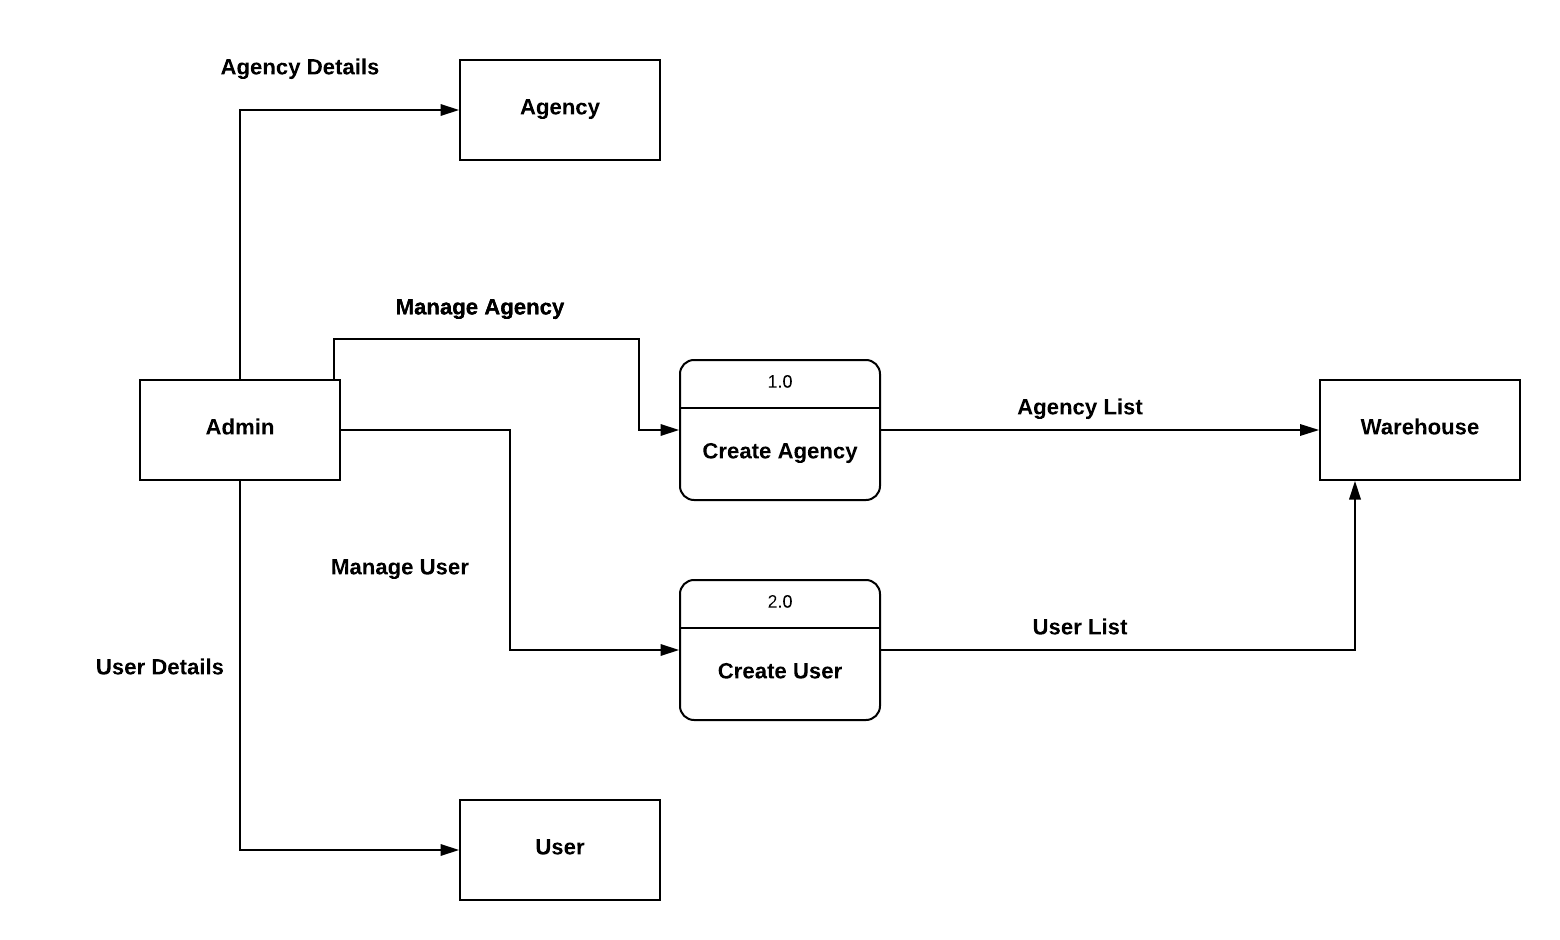 Agency Details
Agency
Manage Agency
1.0
Agency List
Admin
Create Agency
Warehouse
Manage User
2.0
User List
User Details
Create User
User